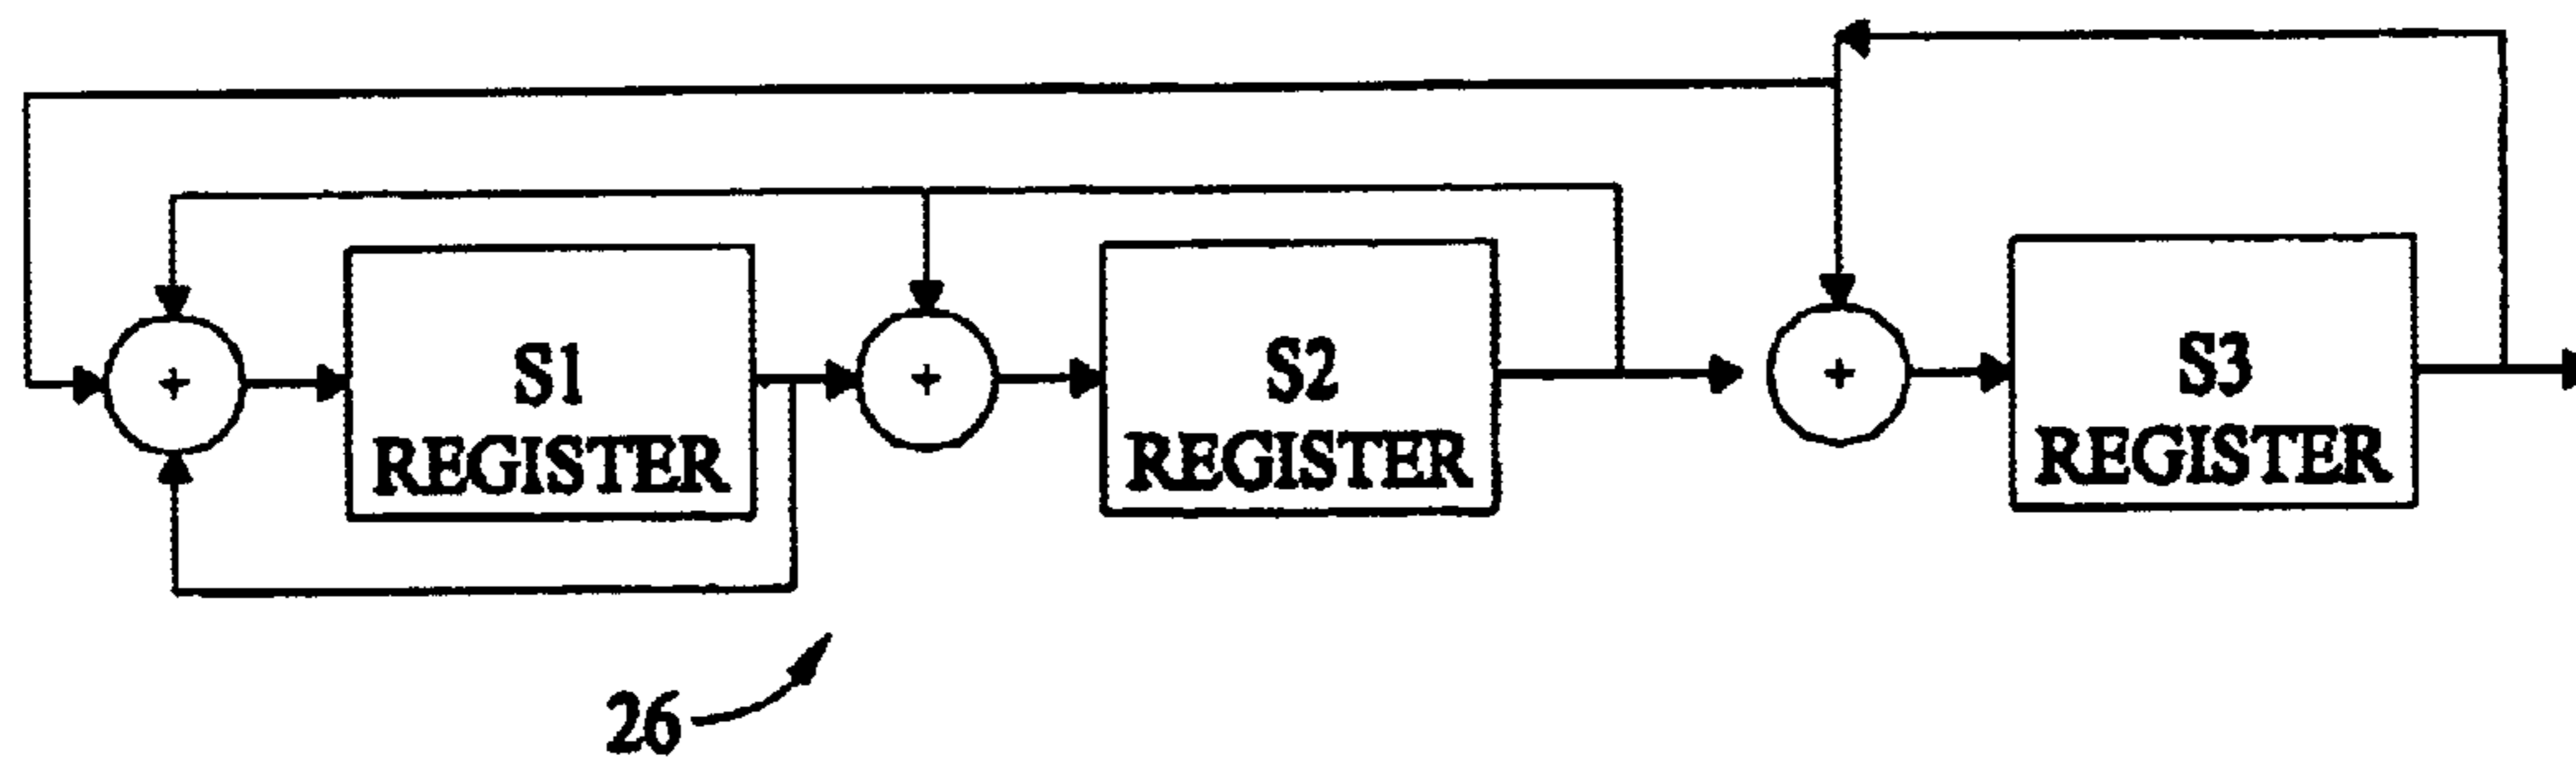 +
S1
REGISTER
+
S2
REGISTER
+
S3
REGISTER
26